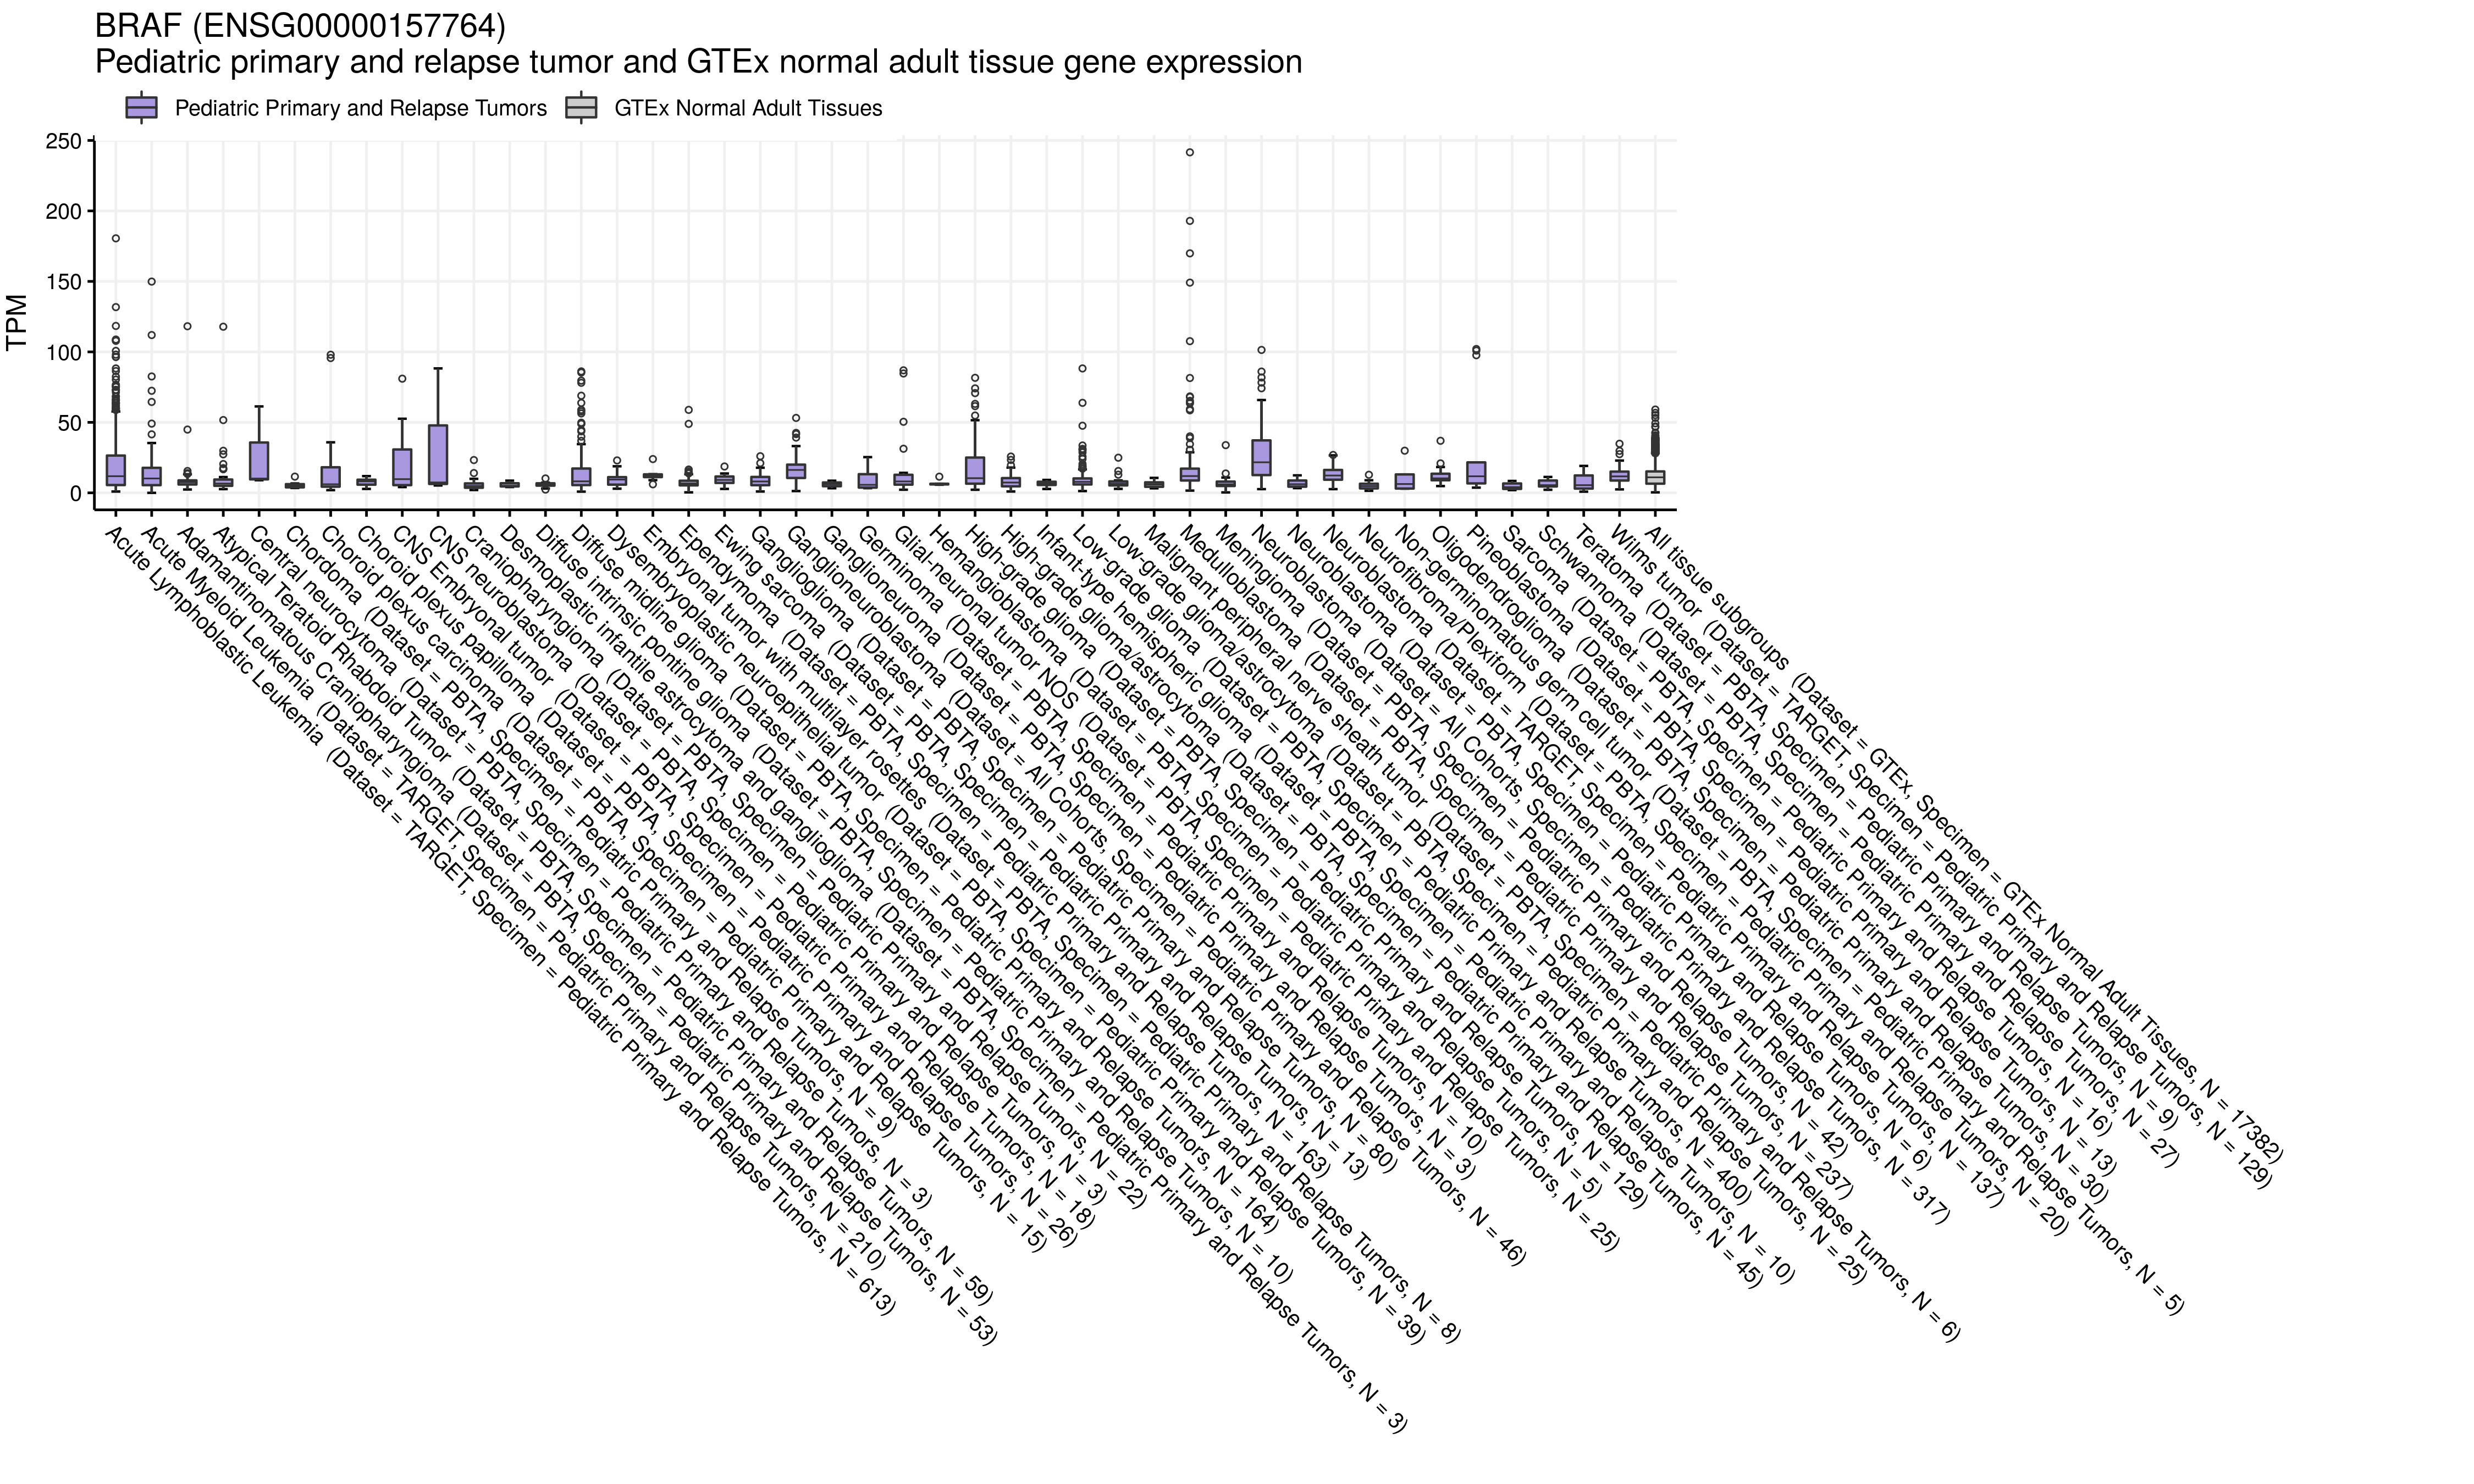 BRAF (ENSG00000157764)
Pediatric primary and relapse tumor and GTEx normal adult tissue gene expression
Pediatric Primary and Relapse Tumors
GTEx Normal Adult Tissues
TPM
250
200
150
100
50
0
Acute Lymphoblastic Leukemia (Dataset = TARGET, Specimen = Pediatric Primary and Relapse Tumors, N = 613)
Acute Myeloid Leukemia (Dataset = TARGET, Specimen = Pediatric Primary and Relapse Tumors, N = 210)
Adamantinomatous Craniopharyngioma (Dataset = PBTA, Specimen = Pediatric Primary and Relapse Tumors, N = 53)
Atypical Teratoid Rhabdoid Tumor (Dataset = PBTA, Specimen = Pediatric Primary and Relapse Tumors, N = 59)
Central neurocytoma (Dataset = PBTA, Specimen = Pediatric Primary and Relapse Tumors, N = 3)
Chordoma (Dataset = PBTA, Specimen = Pediatric Primary and Relapse Tumors, N = 9)
Choroid plexus carcinoma (Dataset = PBTA, Specimen = Pediatric Primary and Relapse Tumors, N = 15)
Choroid plexus papilloma (Dataset = PBTA, Specimen = Pediatric Primary and Relapse Tumors, N = 26)
CNS Embryonal tumor (Dataset = PBTA, Specimen = Pediatric Primary and Relapse Tumors, N = 18)
CNS neuroblastoma (Dataset = PBTA, Specimen = Pediatric Primary and Relapse Tumors, N = 3)
Craniopharyngioma (Dataset = PBTA, Specimen = Pediatric Primary and Relapse Tumors, N = 22)
Desmoplastic infantile astrocytoma and ganglioglioma (Dataset = PBTA, Specimen = Pediatric Primary and Relapse Tumors, N = 3)
Diffuse intrinsic pontine glioma (Dataset = PBTA, Specimen = Pediatric Primary and Relapse Tumors, N = 10)
Diffuse midline glioma (Dataset = PBTA, Specimen = Pediatric Primary and Relapse Tumors, N = 164)
Dysembryoplastic neuroepithelial tumor (Dataset = PBTA, Specimen = Pediatric Primary and Relapse Tumors, N = 39)
Embryonal tumor with multilayer rosettes (Dataset = PBTA, Specimen = Pediatric Primary and Relapse Tumors, N = 8)
Ependymoma (Dataset = PBTA, Specimen = Pediatric Primary and Relapse Tumors, N = 163)
Ewing sarcoma (Dataset = PBTA, Specimen = Pediatric Primary and Relapse Tumors, N = 13)
Ganglioglioma (Dataset = PBTA, Specimen = Pediatric Primary and Relapse Tumors, N = 80)
Ganglioneuroblastoma (Dataset = All Cohorts, Specimen = Pediatric Primary and Relapse Tumors, N = 46)
Ganglioneuroma (Dataset = PBTA, Specimen = Pediatric Primary and Relapse Tumors, N = 3)
Germinoma (Dataset = PBTA, Specimen = Pediatric Primary and Relapse Tumors, N = 10)
Glial-neuronal tumor NOS (Dataset = PBTA, Specimen = Pediatric Primary and Relapse Tumors, N = 25)
Hemangioblastoma (Dataset = PBTA, Specimen = Pediatric Primary and Relapse Tumors, N = 5)
High-grade glioma (Dataset = PBTA, Specimen = Pediatric Primary and Relapse Tumors, N = 129)
High-grade glioma/astrocytoma (Dataset = PBTA, Specimen = Pediatric Primary and Relapse Tumors, N = 45)
Infant-type hemispheric glioma (Dataset = PBTA, Specimen = Pediatric Primary and Relapse Tumors, N = 10)
Low-grade glioma (Dataset = PBTA, Specimen = Pediatric Primary and Relapse Tumors, N = 400)
Low-grade glioma/astrocytoma (Dataset = PBTA, Specimen = Pediatric Primary and Relapse Tumors, N = 25)
Malignant peripheral nerve sheath tumor (Dataset = PBTA, Specimen = Pediatric Primary and Relapse Tumors, N = 6)
Medulloblastoma (Dataset = PBTA, Specimen = Pediatric Primary and Relapse Tumors, N = 237)
Meningioma (Dataset = PBTA, Specimen = Pediatric Primary and Relapse Tumors, N = 42)
Neuroblastoma (Dataset = All Cohorts, Specimen = Pediatric Primary and Relapse Tumors, N = 317)
Neuroblastoma (Dataset = PBTA, Specimen = Pediatric Primary and Relapse Tumors, N = 6)
Neuroblastoma (Dataset = TARGET, Specimen = Pediatric Primary and Relapse Tumors, N = 137)
Neurofibroma/Plexiform (Dataset = PBTA, Specimen = Pediatric Primary and Relapse Tumors, N = 20)
Non-germinomatous germ cell tumor (Dataset = PBTA, Specimen = Pediatric Primary and Relapse Tumors, N = 5)
Oligodendroglioma (Dataset = PBTA, Specimen = Pediatric Primary and Relapse Tumors, N = 30)
Pineoblastoma (Dataset = PBTA, Specimen = Pediatric Primary and Relapse Tumors, N = 13)
Sarcoma (Dataset = PBTA, Specimen = Pediatric Primary and Relapse Tumors, N = 16)
Schwannoma (Dataset = PBTA, Specimen = Pediatric Primary and Relapse Tumors, N = 27)
Teratoma (Dataset = PBTA, Specimen = Pediatric Primary and Relapse Tumors, N = 9)
Wilms tumor (Dataset = TARGET, Specimen = Pediatric Primary and Relapse Tumors, N = 129)
All tissue subgroups (Dataset = GTEx, Specimen = GTEx Normal Adult Tissues, N = 17382)